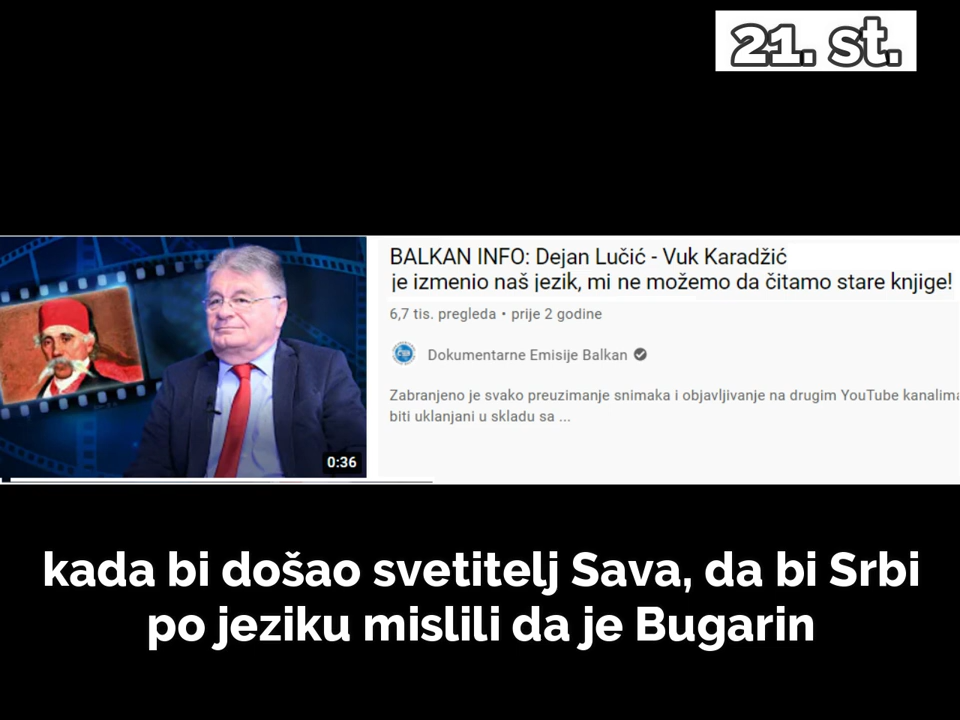 21. st.
BALKAN INFO: Dejan Lučić - Vuk Karadžić
je izmenio naš jezik, mi ne možemo da čitamo stare knjige!
6,7 tis. pregleda • prije 2 godine
Dokumentarne Emisije Balkan
Zabranjeno je svako preuzimanje snimaka i objavljivanje na drugim YouTube kanalima
biti uklanjani u skladu sa ...
0:36
kada bi došao svetitelj Sava, da bi Srbi
po jeziku mislili da je Bugarin